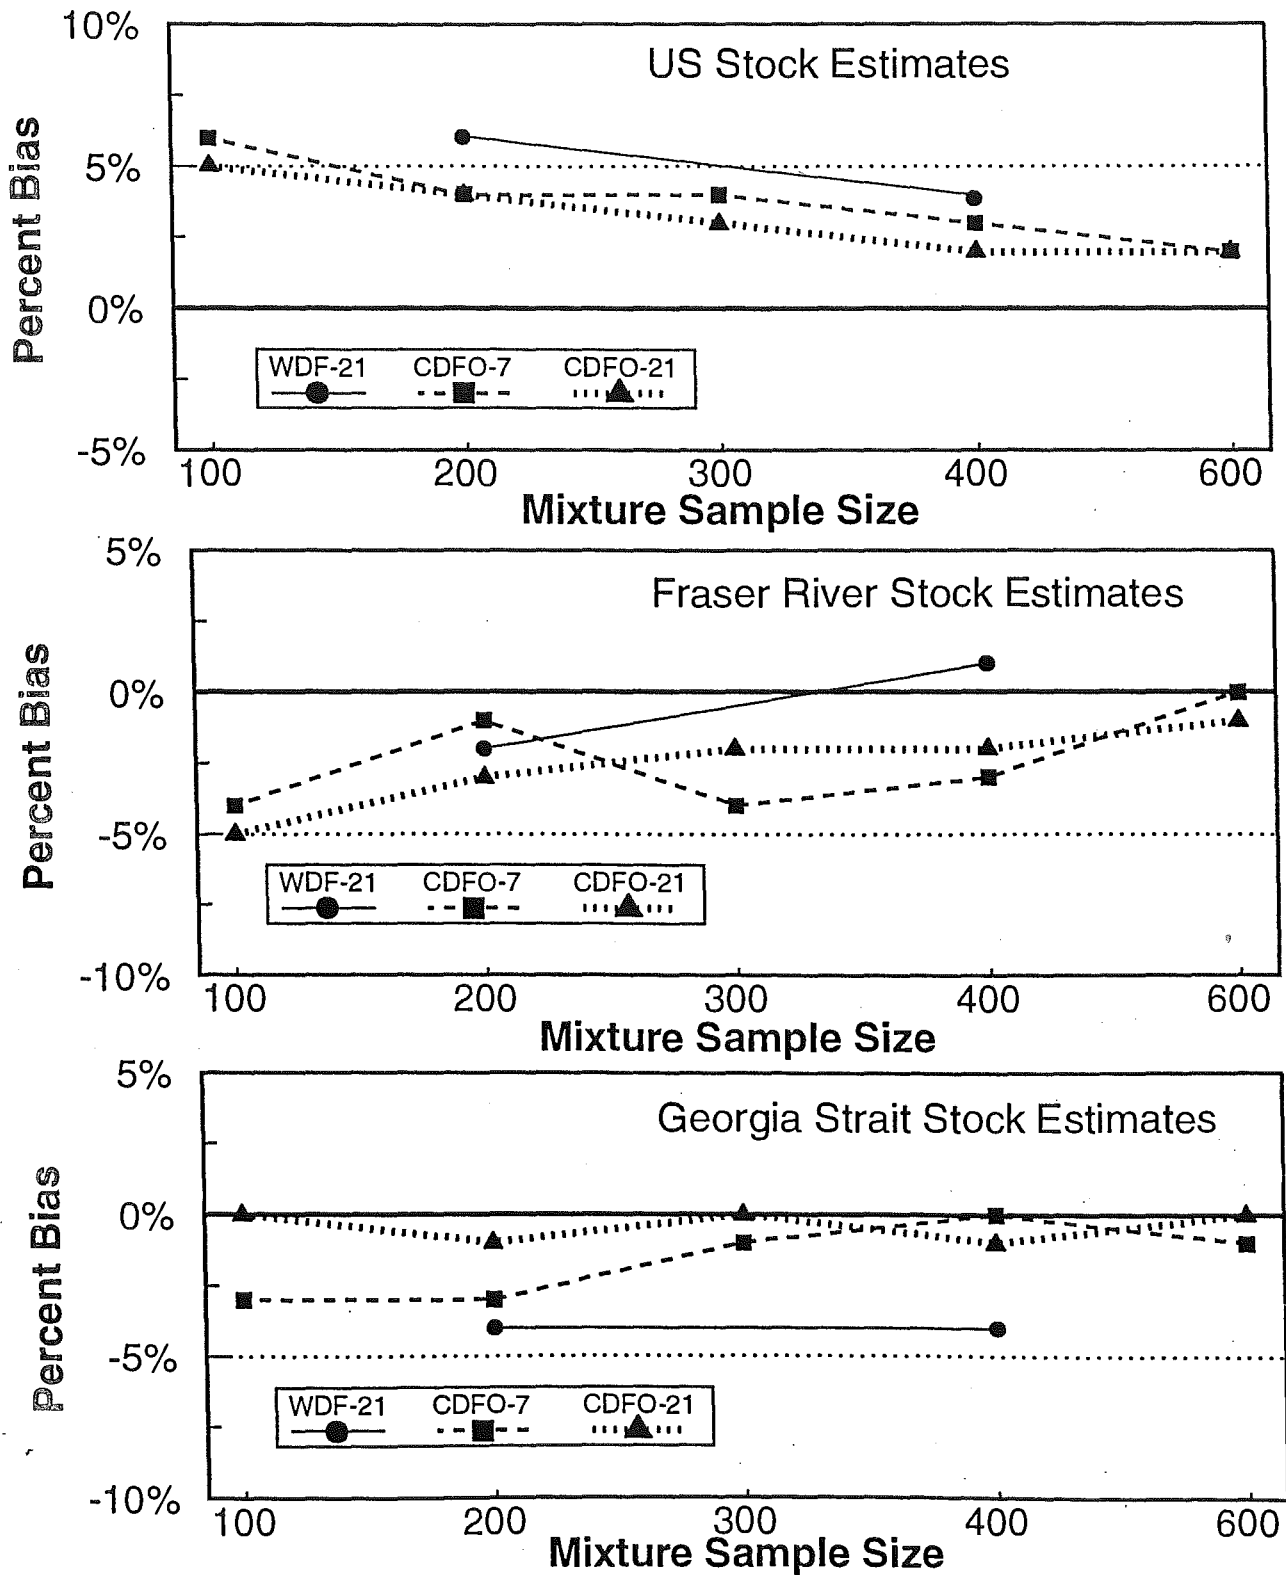 10%
US Stock Estimates
5%
0%
-5%
Percent Bias
WDF-21 CDFO-7 CDFO-21
100 200 300 400 600
Mixture Sample Size
5%
Fraser River Stock Estimates
0%
-5%
-10%
Percent Bias
WDF-21 CDFO-7 CDFO-21
100 200 300 400 600
Mixture Sample Size
5%
Georgia Strait Stock Estimates
0%
-5%
-10%
Percent Bias
WDF-21 CDFO-7 CDFO-21
100 200 300 400 600
Mixture Sample Size